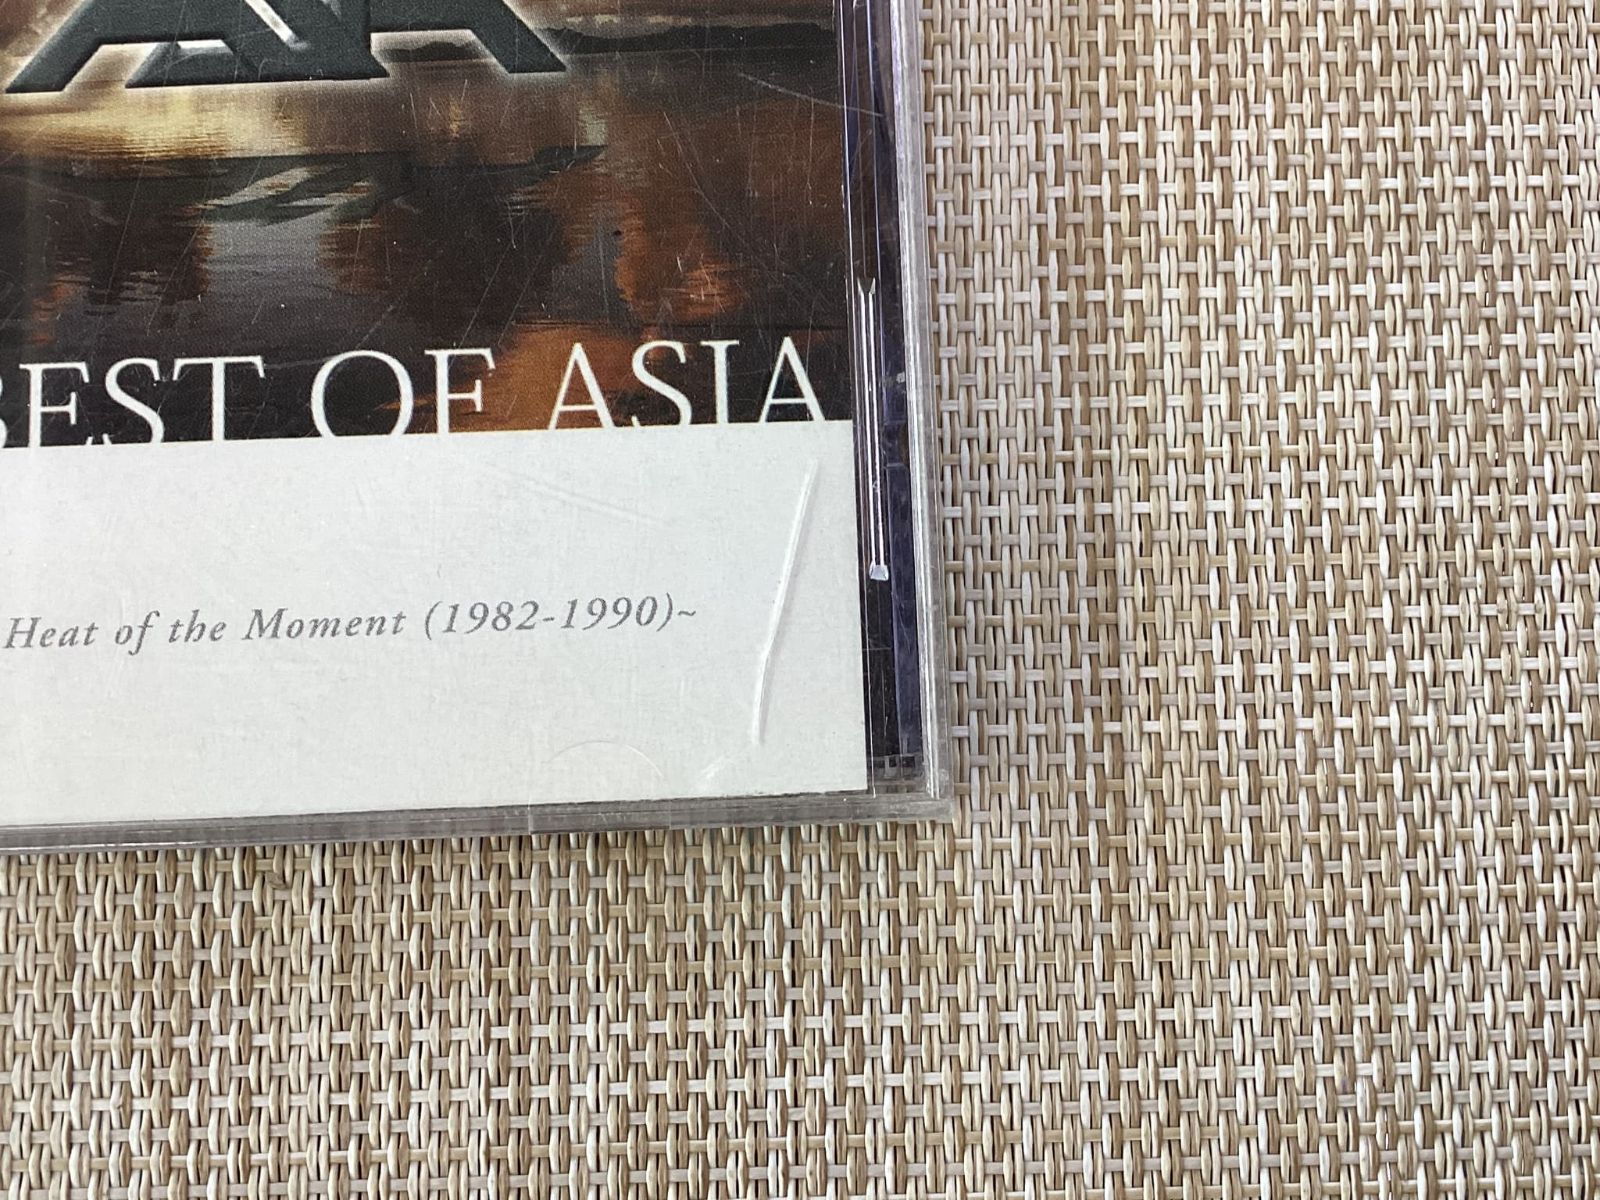 BEST OF ASIA
Heat of the Moment (1982-1990)~